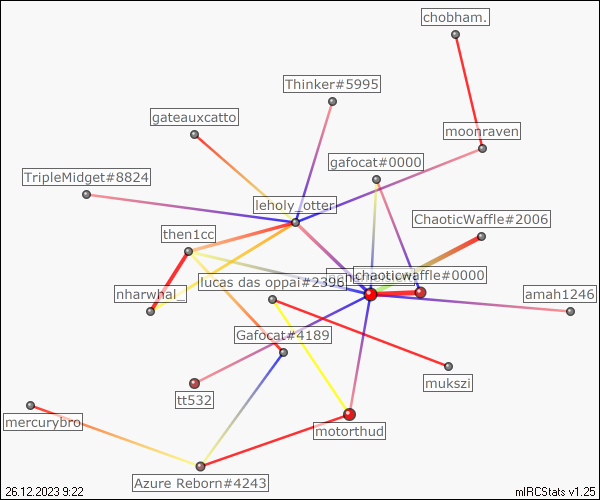 chobham.
Thinker#5995
gateauxcatto
moonraven
gafocat#0000
TripleMidget#8824
leholy_otter
ChaoticWaffle#2006
then1cc
chaoticwaffle#0000
lucas das oppai#2396
nharwhal_
amah1246
Gafocat#4189
mukszi
tt532
motorthud
mercurybro
Azure Reborn#4243
26.12.2023 9:22
mIRCStats v1.25